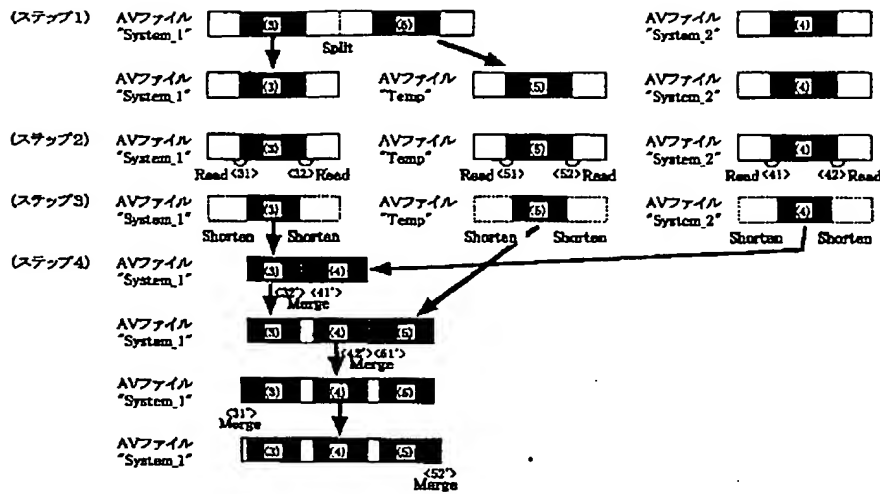 (ステップ1) AVファイル "System_1" (3) (5) AVファイル "System_2" (4)
Split
AVファイル "System_1" (3) AVファイル "Temp" (5) AVファイル "System_2" (4)
(ステップ2) AVファイル "System_1" (3) AVファイル "Temp" (5) AVファイル "System_2" (4)
Read <31> <32> Read Read <51> <52> Read Read <41> <42> Read
(ステップ3) AVファイル "System_1" (3) AVファイル "Temp" (5) AVファイル "System_2" (4)
Shorten Shorten Shorten Shorten Shorten Shorten
(ステップ4) AVファイル "System_1" (3) (4)
<32'> <41'>
Merge
AVファイル "System_1" (3) (4) (5)
<42'><51'>
Merge
AVファイル "System_1" (3) (4) (5)
<31'>
Merge
AVファイル "System_1" (3) (4) (5)
<52'>
Merge